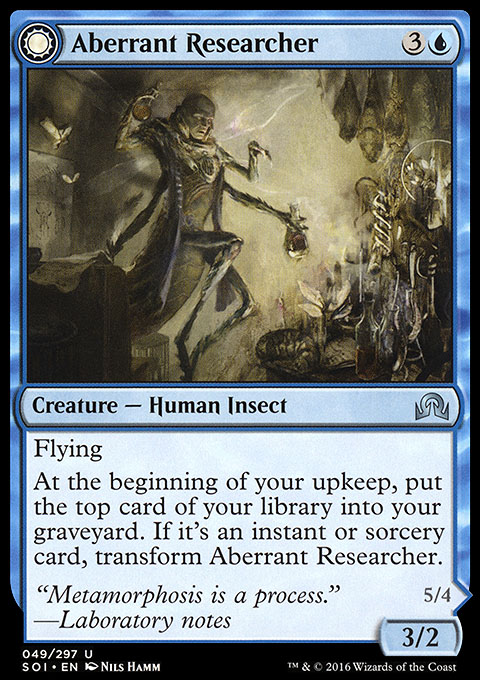 Aberrant Researcher 3
Creature — Human Insect
Flying
At the beginning of your upkeep, put
the top card of your library into your
graveyard. If it's an instant or sorcery
card, transform Aberrant Researcher.
“Metamorphosis is a process.”
—Laboratory notes
5/4
3/2
049/297 U
SOI • EN Nils Hamm
™ & © 2016 Wizards of the Coast